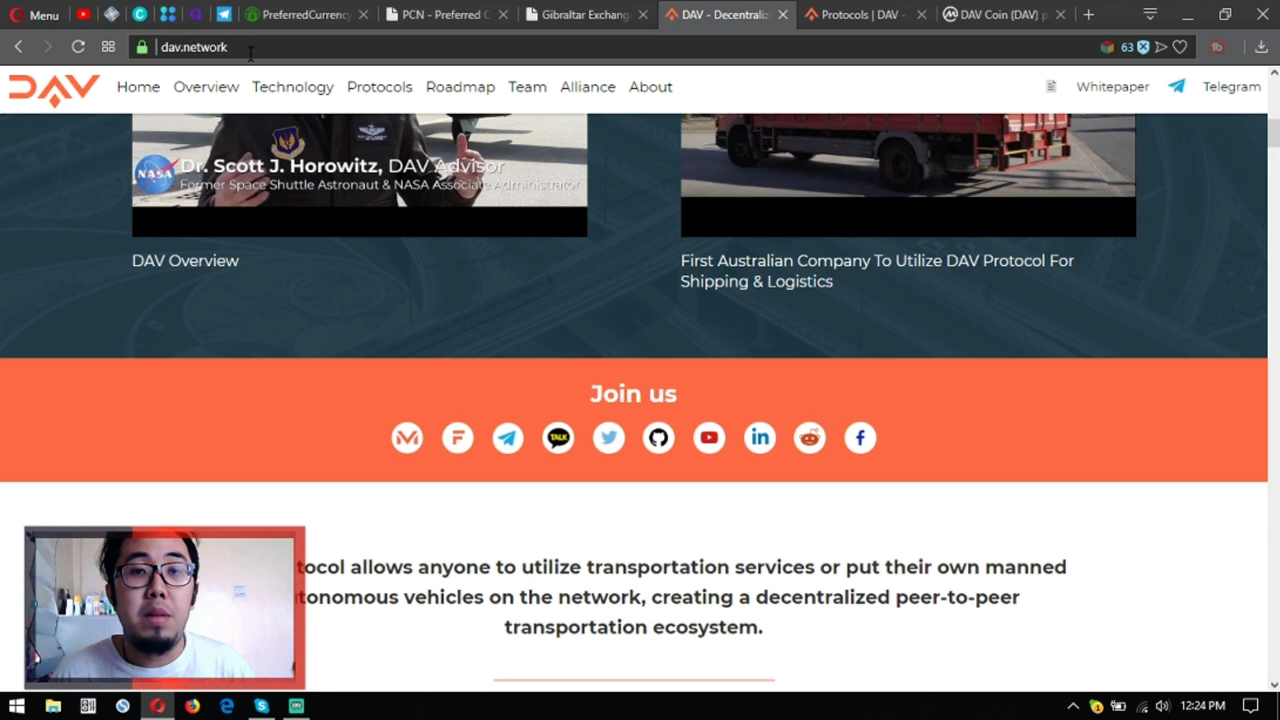 Menu
PreferredCurrency
PCN - Preferred C
Gibraltar Exchang
DAV - Decentraliz
Protocols | DAV -
DAV Coin (DAV) p
dav.network
63
DAV
Home Overview Technology Protocols Roadmap Team Alliance About Whitepaper Telegram
NASA
Dr. Scott J. Horowitz, DAV Advisor
Former Space Shuttle Astronaut & NASA Associate Administrator
DAV Overview
First Australian Company To Utilize DAV Protocol For
Shipping & Logistics
Join us
TALK
tocol allows anyone to utilize transportation services or put their own manned
tonomous vehicles on the network, creating a decentralized peer-to-peer
transportation ecosystem.
12:24 PM